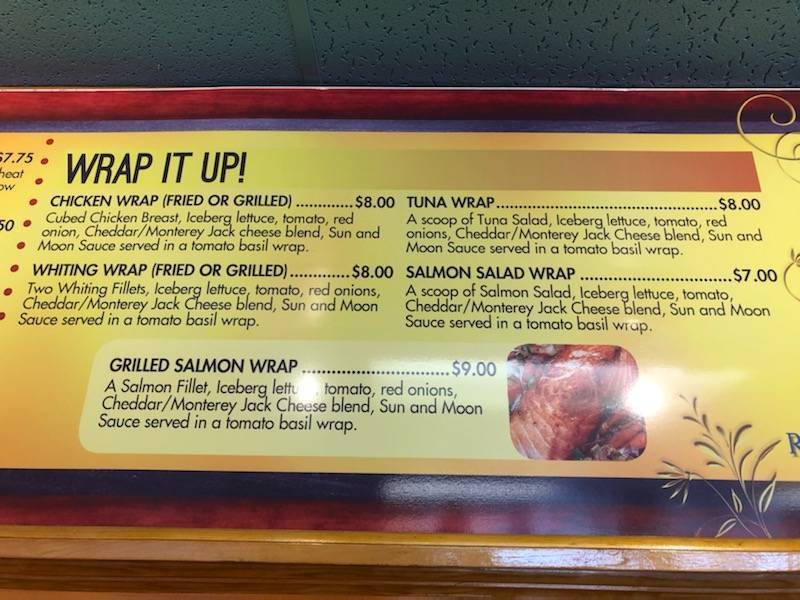 $7.75
WRAP IT UP!
CHICKEN WRAP (FRIED OR GRILLED) ............. $8.00
Cubed Chicken Breast, Iceberg lettuce, tomato, red
onion, Cheddar/Monterey Jack cheese blend, Sun and
Moon Sauce served in a tomato basil wrap.
WHITING WRAP (FRIED OR GRILLED) ............. $8.00
Two Whiting Fillets, Iceberg lettuce, tomato, red onions,
Cheddar/Monterey Jack Cheese blend, Sun and Moon
Sauce served in a tomato basil wrap.
TUNA WRAP ................................................. $8.00
A scoop of Tuna Salad, Iceberg lettuce, tomato, red
onions, Cheddar/Monterey Jack Cheese blend, Sun and
Moon Sauce served in a tomato basil wrap.
SALMON SALAD WRAP .................................. $7.00
A scoop of Salmon Salad, Iceberg lettuce, tomato,
Cheddar/Monterey Jack Cheese blend, Sun and Moon
Sauce served in a tomato basil wrap.
GRILLED SALMON WRAP ................................ $9.00
A Salmon Fillet, Iceberg lettu , tomato, red onions,
Cheddar/Monterey Jack Cheese blend, Sun and Moon
Sauce served in a tomato basil wrap.